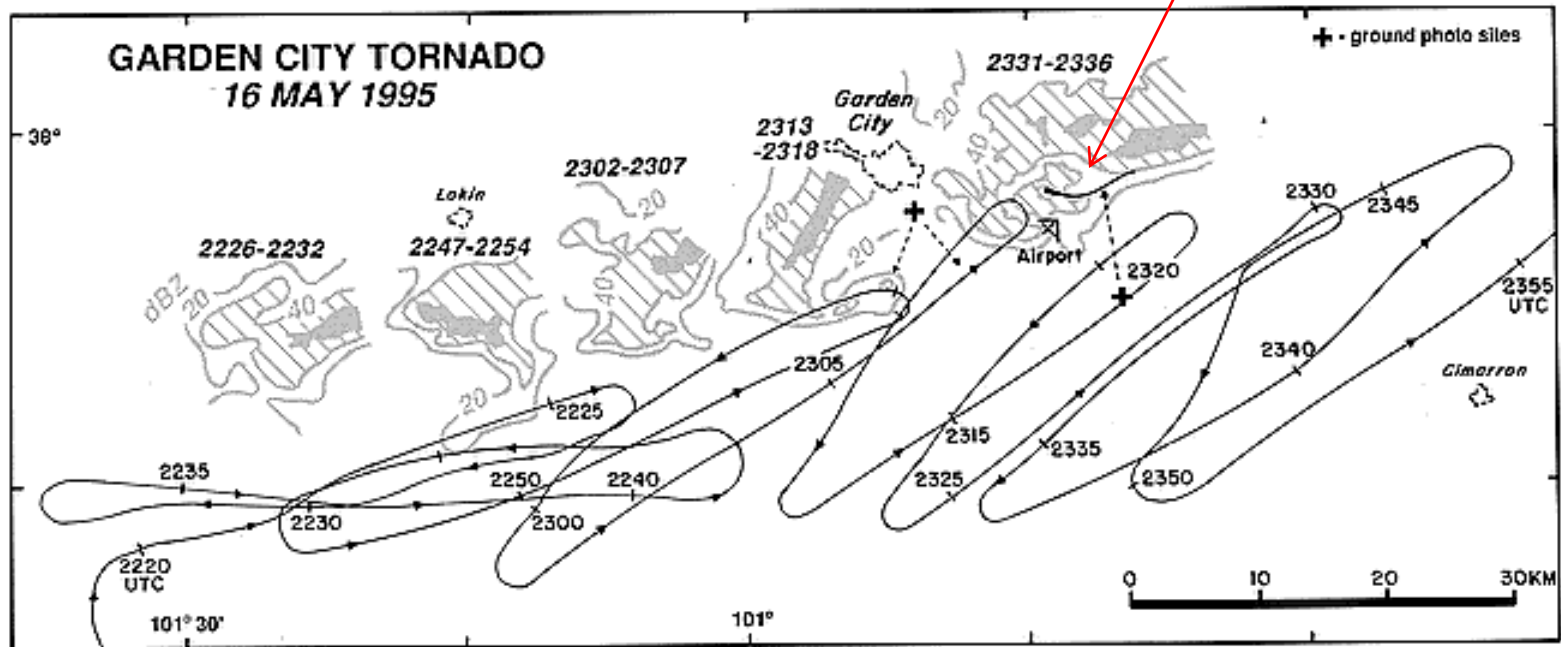 GARDEN CITY TORNADO
16 MAY 1995
+ - ground photo sites
2331-2336
Garden
City
20
38°
2313
-2318
2302-2307
40
Lakin
20
40
2226-2232
2247-2254
2330
2345
dBZ
20
40
40
20
Airport
2320
2355
UTC
2305
2340
Cimarron
20
2225
2315
2335
2235
2250
2240
2325
2350
2230
2300
2220
UTC
0 10 20 30KM
101° 30'
101°